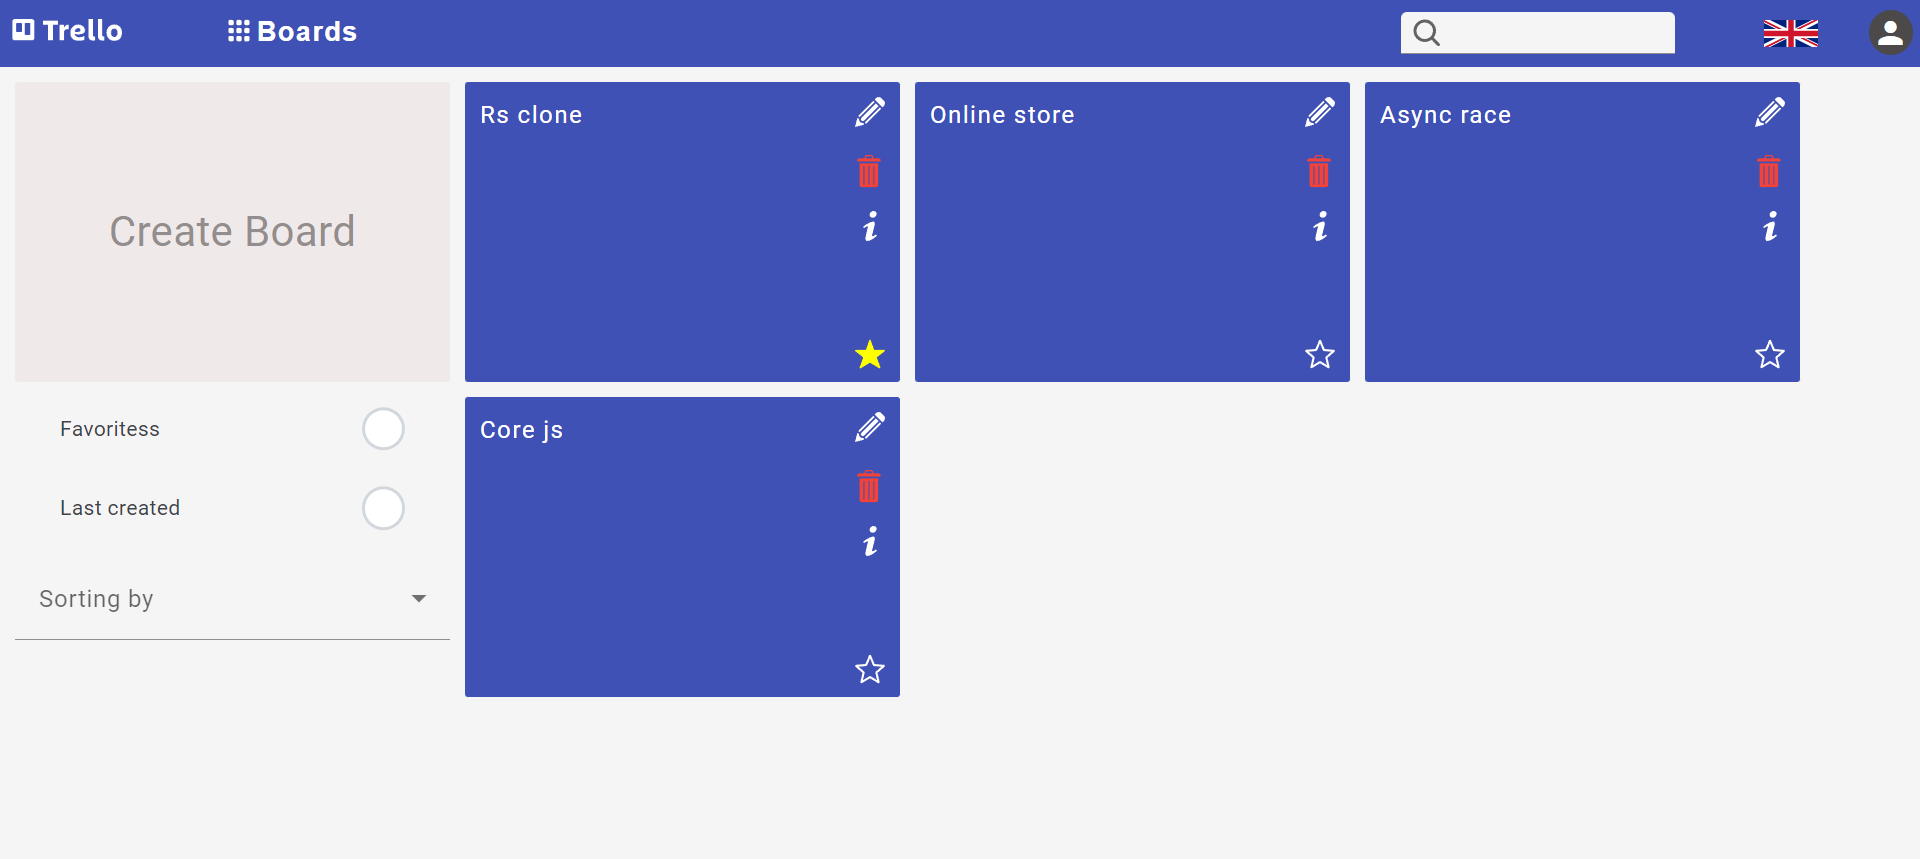 Trello
Boards
Create Board
Rs clone
Online store
Async race
Favoritess
Last created
Sorting by
Core js